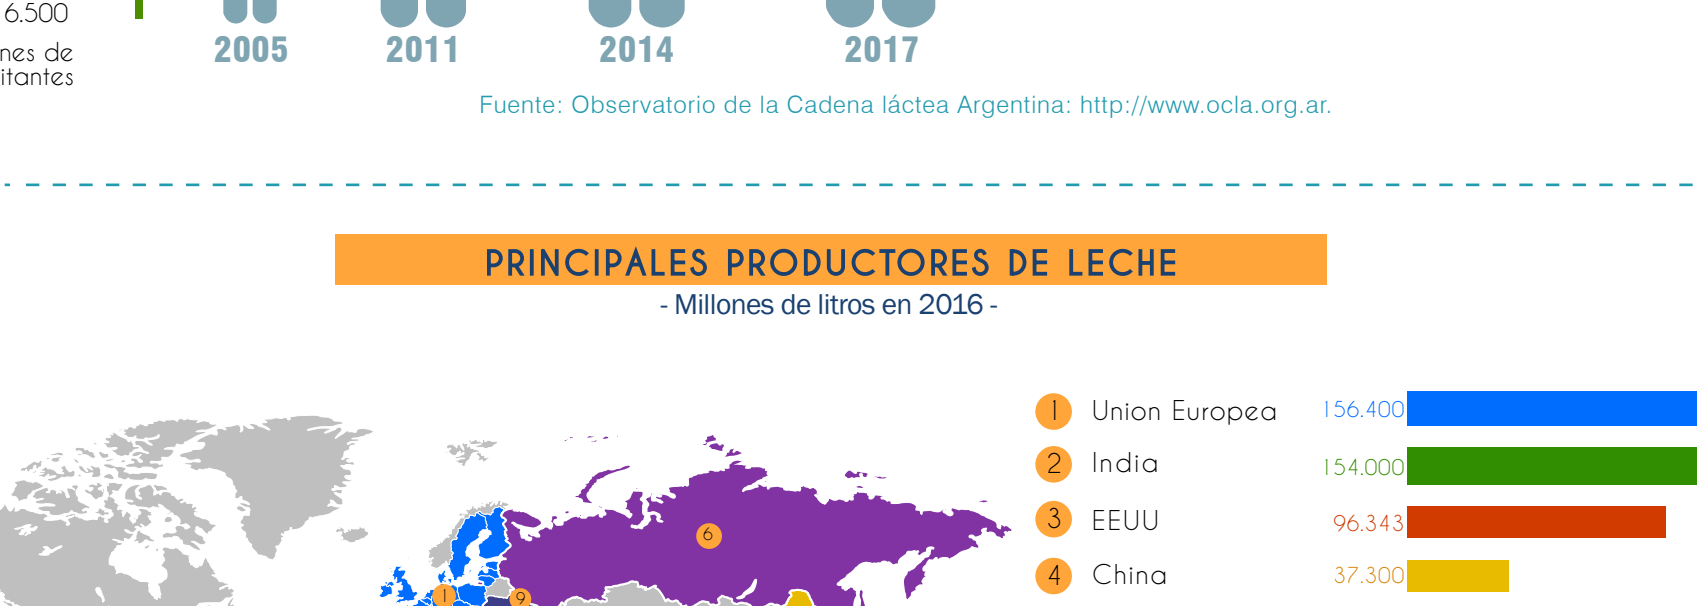 6.500
nes de
itantes
2005 2011 2014 2017
Fuente: Observatorio de la Cadena láctea Argentina: http://www.ocla.org.ar.
PRINCIPALES PRODUCTORES DE LECHE
- Millones de litros en 2016 -
1 Union Europea 156.400
2 India 154.000
3 EEUU 96.343
4 China 37.300
6
1
9